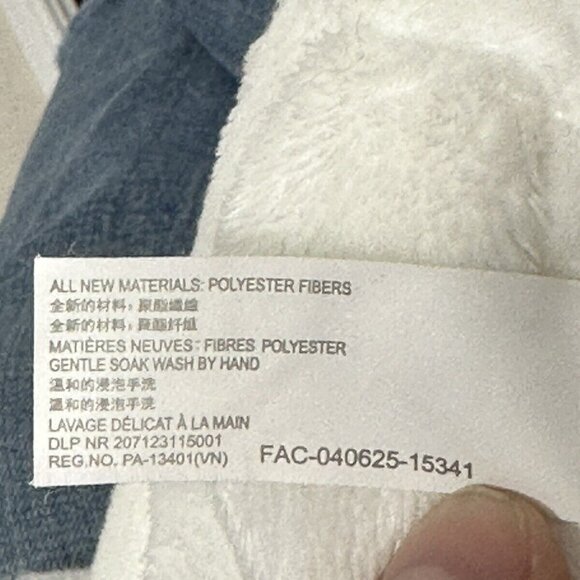 ALL NEW MATERIALS: POLYESTER FIBERS
全新的材料：聚酯纖維
全新的材料：聚酯纤维
MATIÈRES NEUVES: FIBRES POLYESTER
GENTLE SOAK WASH BY HAND
溫和的浸泡手洗
温和的浸泡手洗
LAVAGE DÉLICAT À LA MAIN
DLP NR 207123115001
REG.NO. PA-13401(VN)
FAC-040625-15341